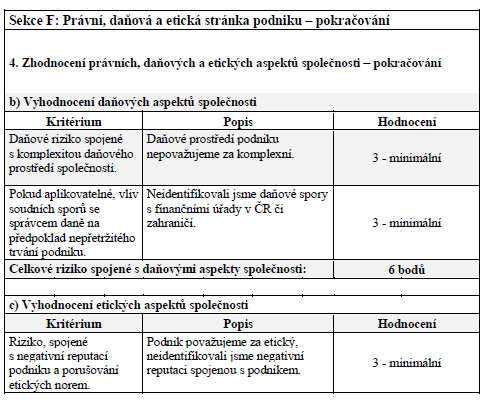 Sekce F: Právní, daňová a etická stránka podniku – pokračování
4. Zhodnocení právních, daňových a etických aspektů společnosti – pokračování
b) Vyhodnocení daňových aspektů společnosti
Kritérium Popis Hodnocení
Daňové riziko spojené
s komplexitou daňového
prostředí společnosti.
Daňové prostředí podniku
nepovažujeme za komplexní.
3 - minimální
Pokud aplikovatelné, vliv
soudních sporů se
správcem daně na
předpoklad nepřetržitého
trvání podniku.
Neidentifikovali jsme daňové spory
s finančními úřady v ČR či
zahraničí.
3 - minimální
Celkové riziko spojené s daňovými aspekty společnosti: 6 bodů
c) Vyhodnocení etických aspektů společnosti
Kritérium Popis Hodnocení
Riziko, spojené
s negativní reputací
podniku a porušování
etických norem.
Podnik považujeme za etický,
neidentifikovali jsme negativní
reputaci spojenou s podnikem.
3 - minimální